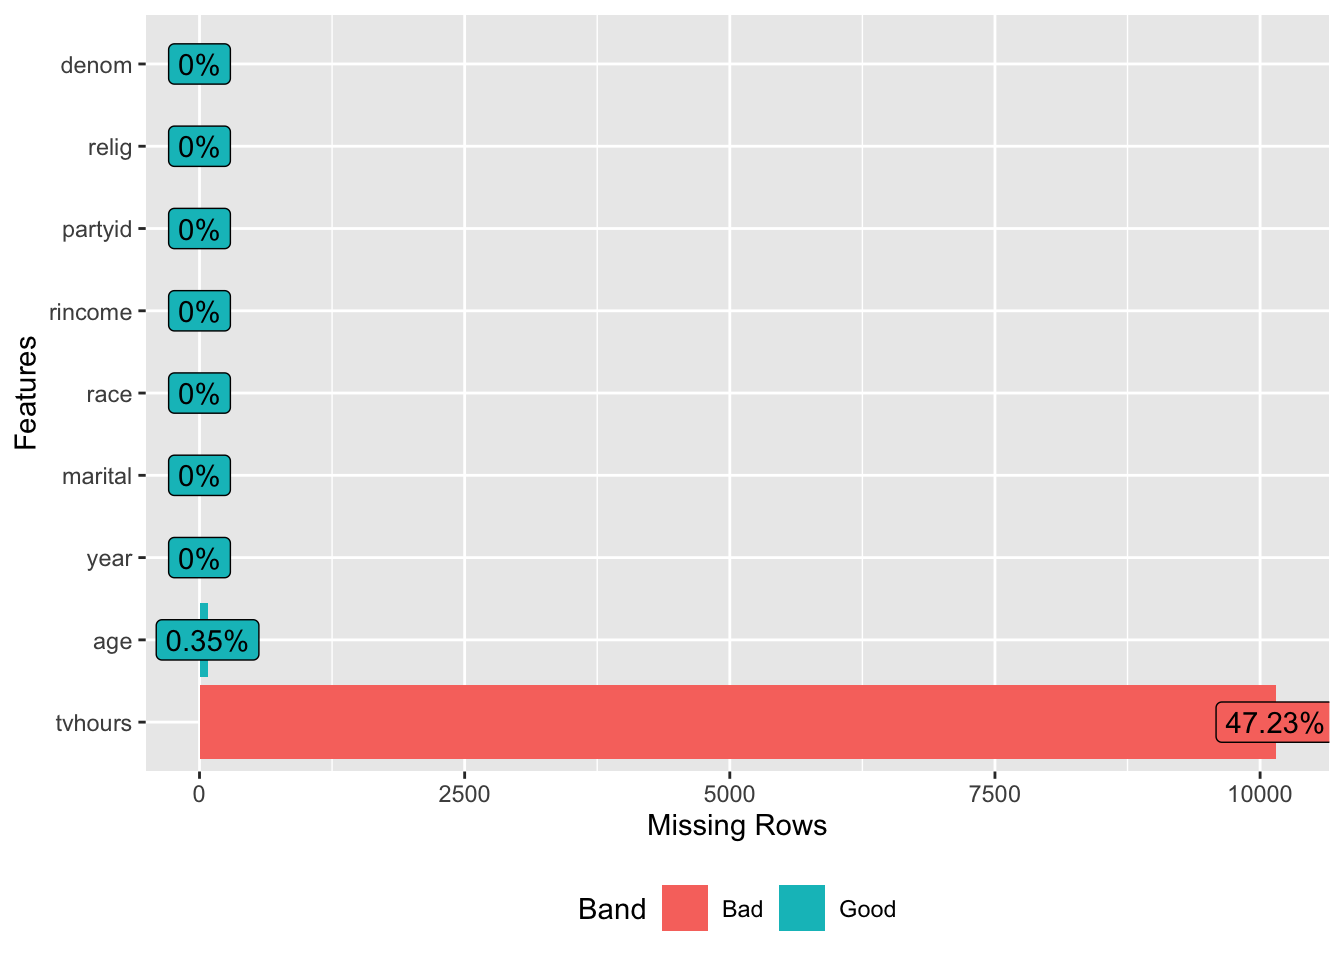 denom 0%
relig 0%
partyid 0%
rincome 0%
race 0%
marital 0%
year 0%
age 0.35%
tvhours 47.23%
Features
0 2500 5000 7500 10000
Missing Rows
Band Bad Good